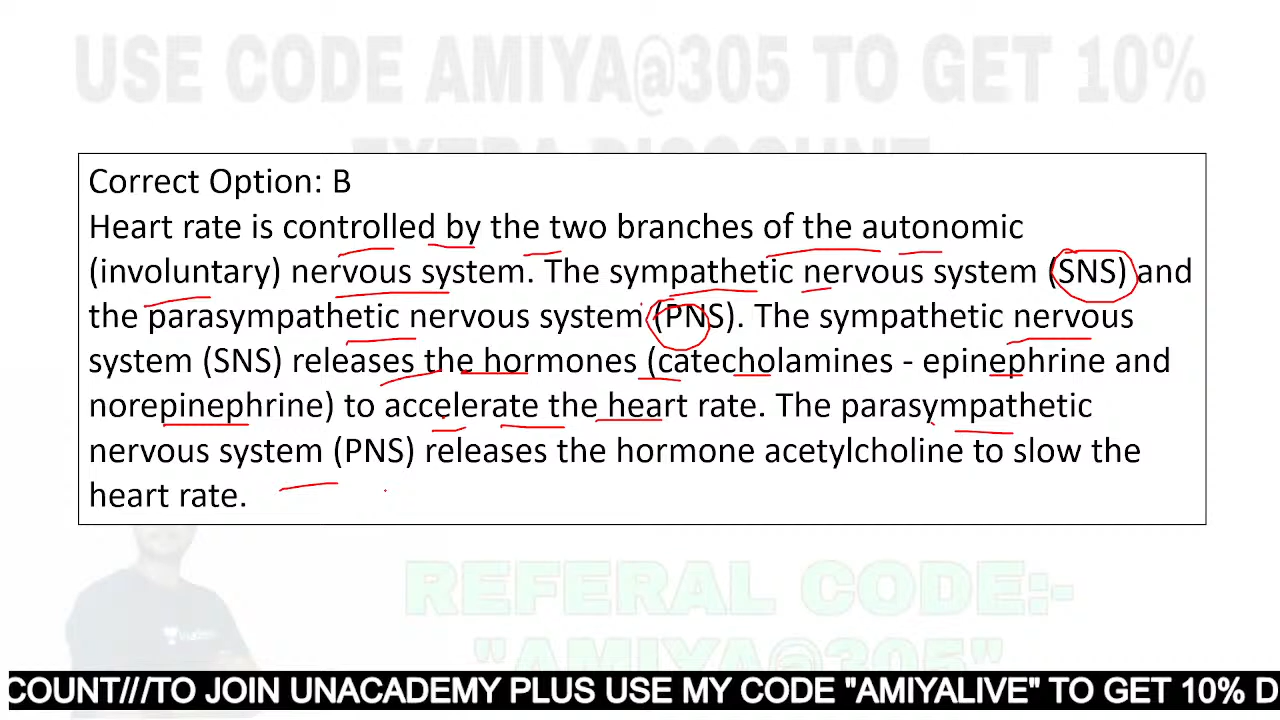 USE CODE AMIYA@305 TO GET 10%
EXTRA DISCOUNT
Correct Option: B
Heart rate is controlled by the two branches of the autonomic
(involuntary) nervous system. The sympathetic nervous system (SNS) and
the parasympathetic nervous system (PNS). The sympathetic nervous
system (SNS) releases the hormones (catecholamines - epinephrine and
norepinephrine) to accelerate the heart rate. The parasympathetic
nervous system (PNS) releases the hormone acetylcholine to slow the
heart rate.
REFERAL CODE:-
"AMIYA@305"
COUNT///TO JOIN UNACADEMY PLUS USE MY CODE "AMIYALIVE" TO GET 10% D